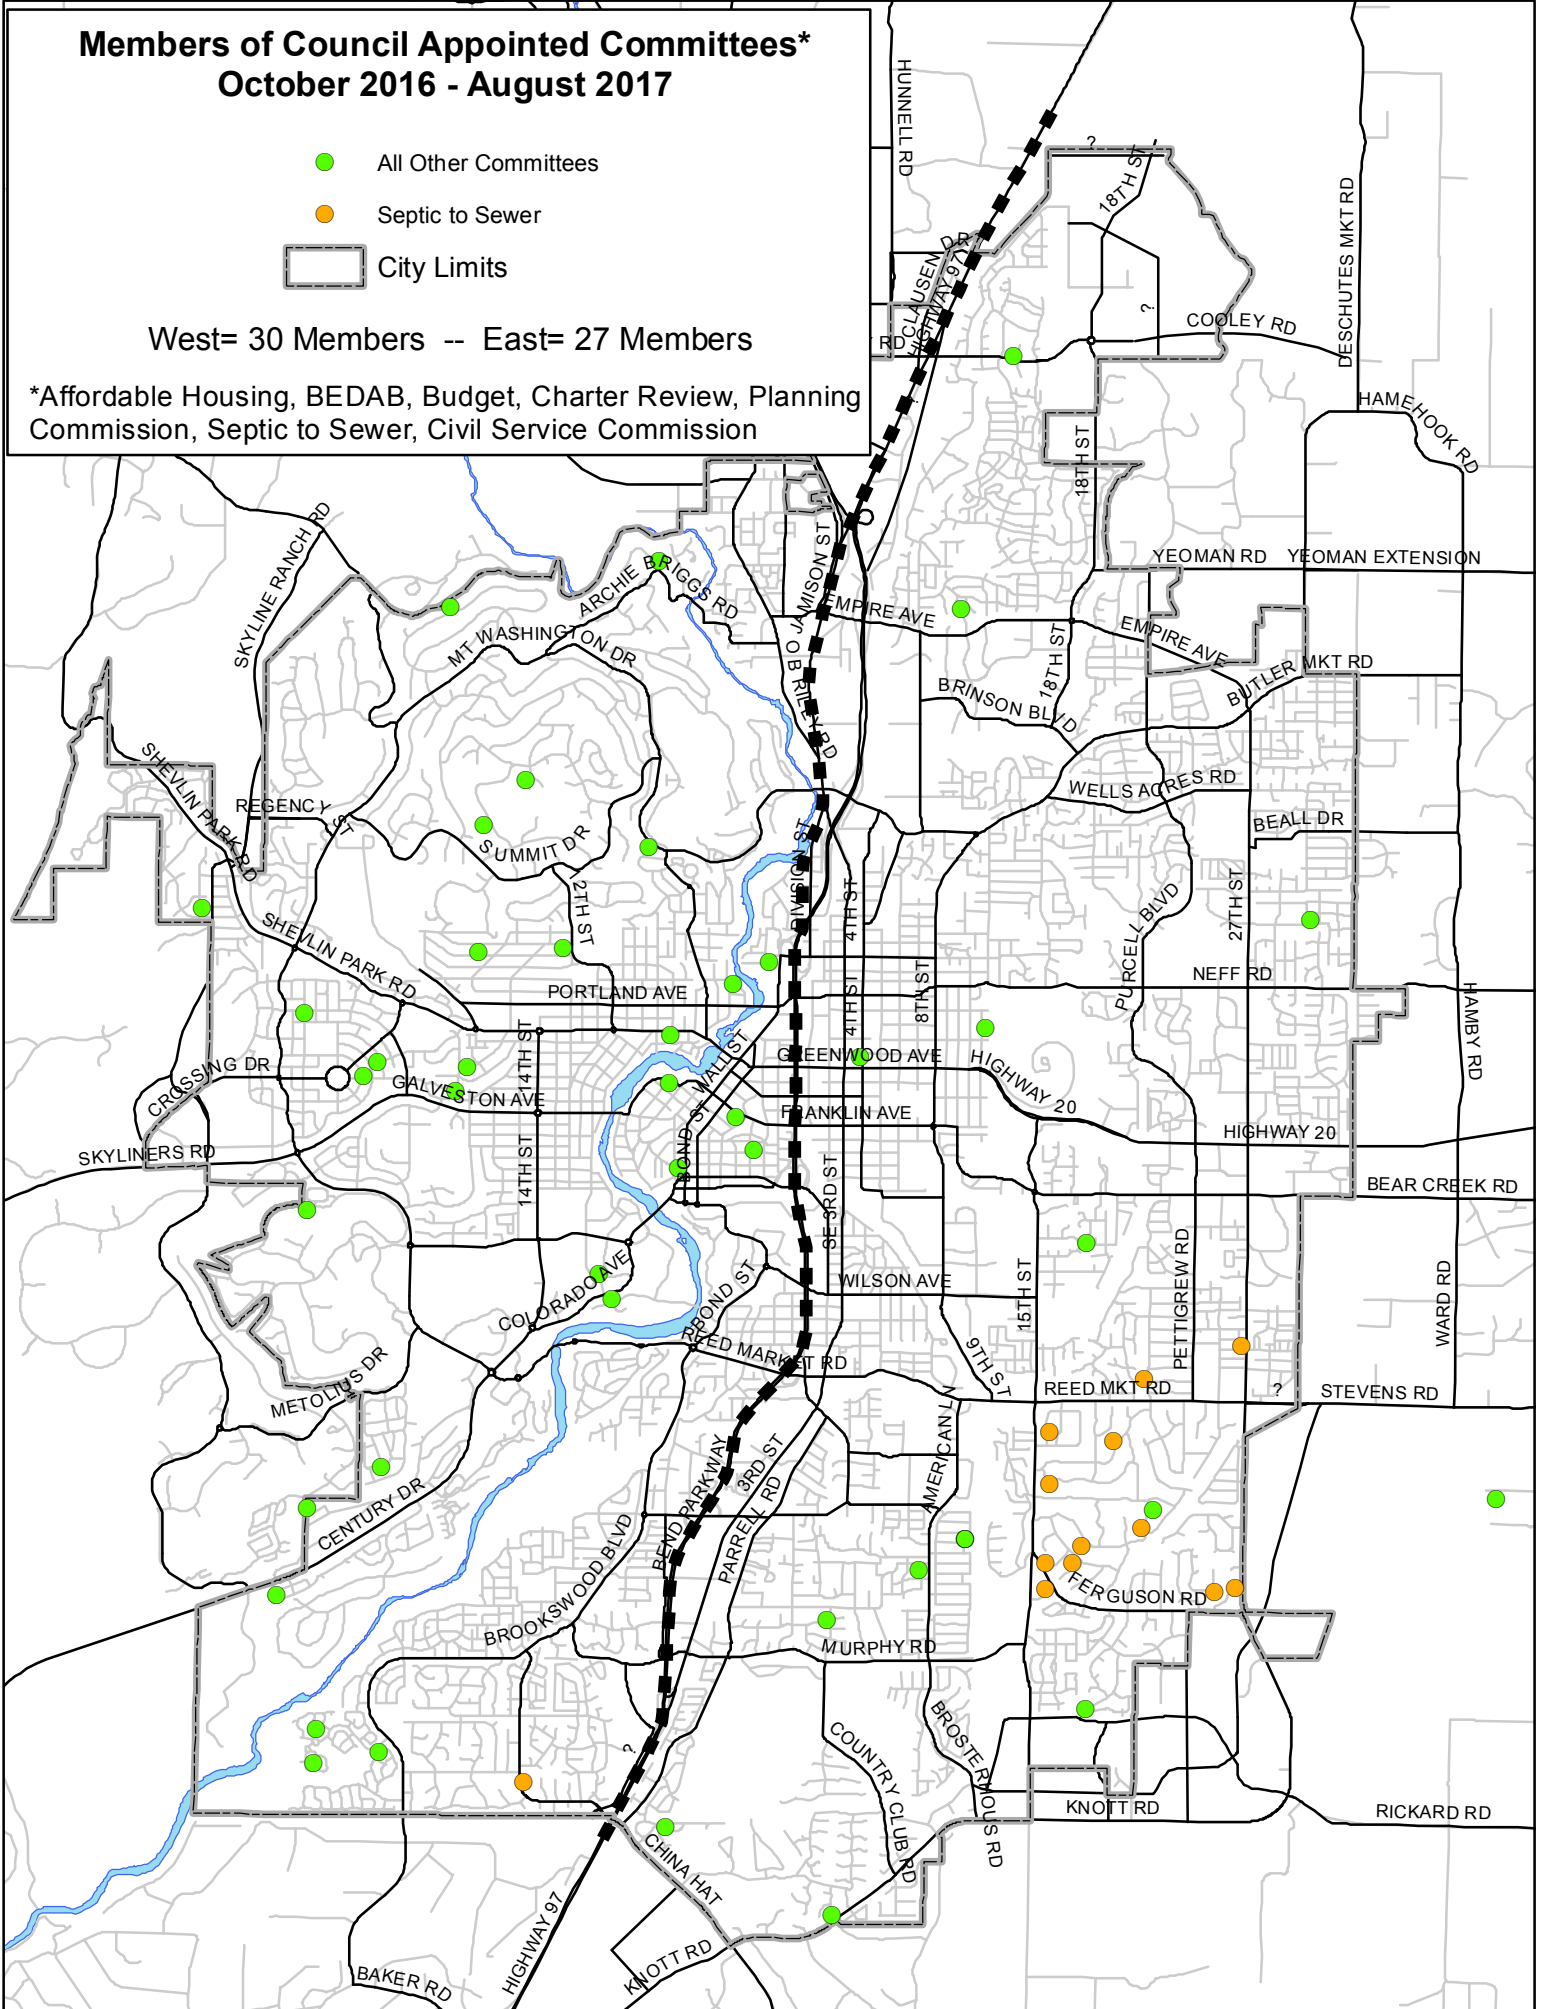 Members of Council Appointed Committees*
October 2016 - August 2017
All Other Committees
Septic to Sewer
City Limits
West= 30 Members -- East= 27 Members
*Affordable Housing, BEDAB, Budget, Charter Review, Planning
Commission, Septic to Sewer, Civil Service Commission
HUNNELL RD
?
18TH ST
DESCHUTES MKT RD
CLAUSEN DR
HIGHWAY 97
?
COOLEY RD
RD
?
HAMEHOOK RD
18TH ST
SKYLINE RANCH RD
YEOMAN RD
YEOMAN EXTENSION
ARCHIE BRIGGS RD
JAMISON ST
EMPIRE AVE
EMPIRE AVE
MT WASHINGTON DR
O B RILEY RD
18TH ST
BUTLER MKT RD
BRINSON BLVD
SHEVLIN PARK RD
REGENCY ST
WELLS ACRES RD
BEALL DR
SUMMIT DR
DIVISION ST
12TH ST
4TH ST
PURCELL BLVD
27TH ST
SHEVLIN PARK RD
NEFF RD
PORTLAND AVE
4TH ST
8TH ST
HAMBY RD
14TH ST
WALL ST
GREENWOOD AVE
HIGHWAY 20
CROSSING DR
GALVESTON AVE
FRANKLIN AVE
HIGHWAY 20
SKYLINERS RD
BOND ST
14TH ST
SE 3RD ST
BEAR CREEK RD
PETTIGREW RD
15TH ST
WARD RD
COLORADO AVE
BOND ST
WILSON AVE
REED MARKET RD
9TH ST
METOLIUS DR
REED MKT RD
?
STEVENS RD
AMERICAN LN
BEND PARKWAY
3RD ST
PARRELL RD
CENTURY DR
BROOKSWOOD BLVD
FERGUSON RD
MURPHY RD
BROSTERHOUS RD
COUNTRY CLUB RD
?
KNOTT RD
RICKARD RD
CHINA HAT
HIGHWAY 97
KNOTT RD
BAKER RD